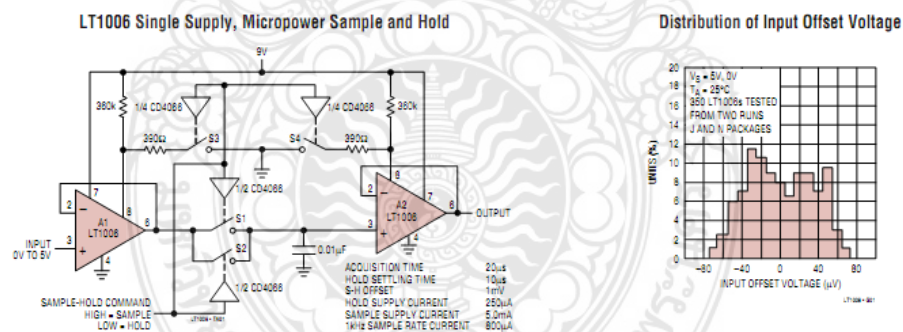 LT1006 Single Supply, Micropower Sample and Hold
9V
360k
1/4 CD4066
1/4 CD4066
360k
390Ω
S3
S4
390Ω
1/2 CD4066
2
7
8
A1
LT1006
6
INPUT
0V TO 5V
3
4
S1
S2
0.01µF
1/2 CD4066
2
8
7
A2
LT1006
6
OUTPUT
3
4
SAMPLE-HOLD COMMAND
HIGH = SAMPLE
LOW = HOLD
ACQUISITION TIME 20µs
HOLD SETTLING TIME 10µs
S-H OFFSET 1mV
HOLD SUPPLY CURRENT 250µA
SAMPLE SUPPLY CURRENT 5.0mA
1kHz SAMPLE RATE CURRENT 800µA
Distribution of Input Offset Voltage
VS = 5V, 0V
TA = 25°C
350 LT1006s TESTED
FROM TWO RUNS
J AND N PACKAGES
UNITS (%)
20
18
16
14
12
10
8
6
4
2
0
-80 -40 0 40 80
INPUT OFFSET VOLTAGE (µV)